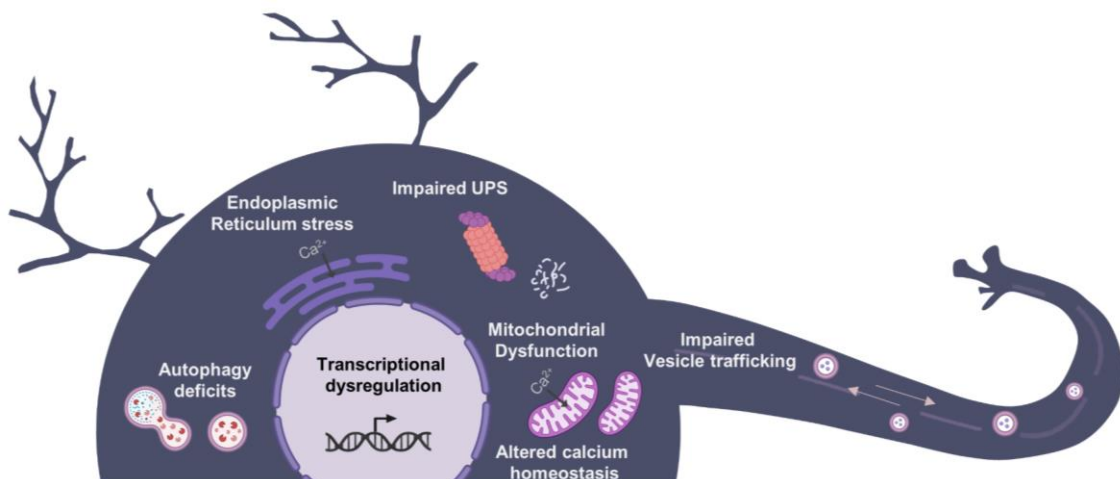 Impaired UPS
Endoplasmic
Reticulum stress
Ca²⁺
Mitochondrial
Dysfunction
Ca²⁺
Impaired
Vesicle trafficking
Autophagy
deficits
Transcriptional
dysregulation
Altered calcium
homeostasis